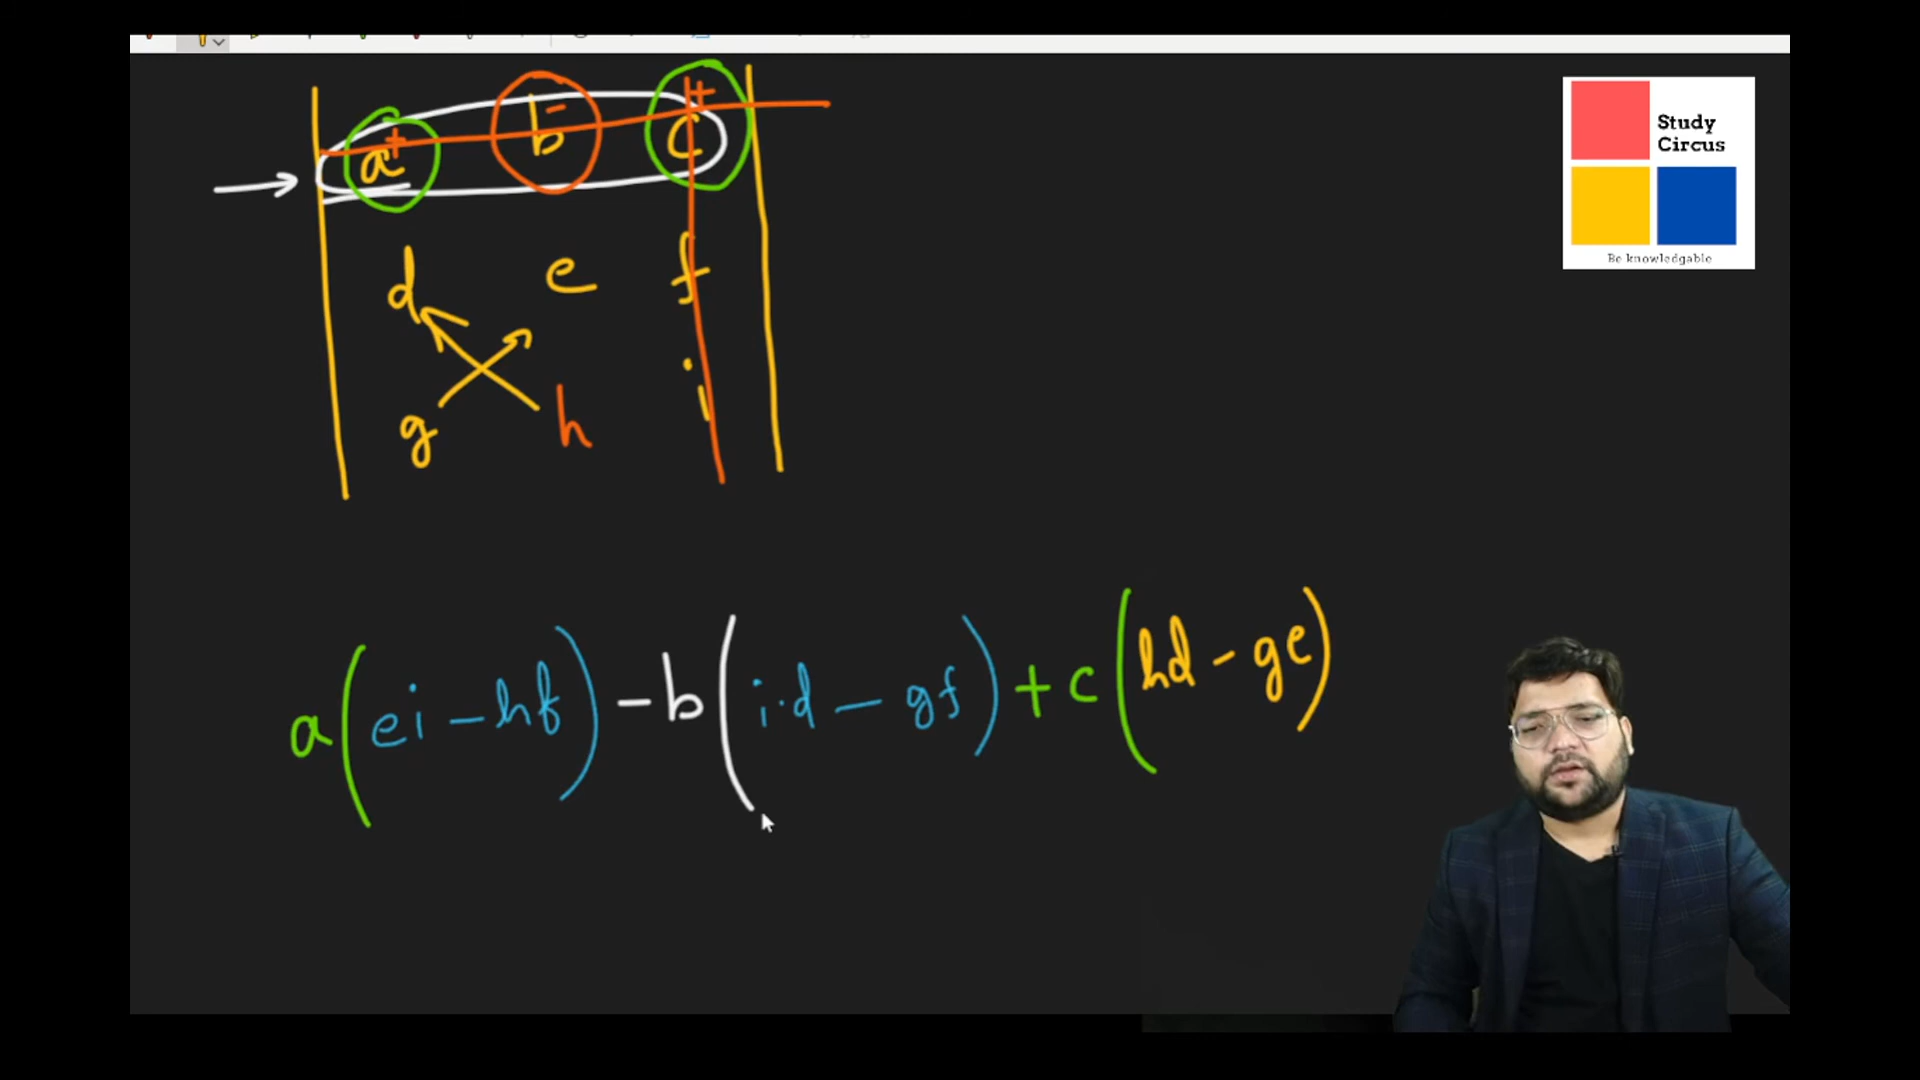 a+ b- c+
d e f
g h i
a(ei - hf) - b(i·d - gf) + c(hd - ge)
Study
Circus
Be knowledgable